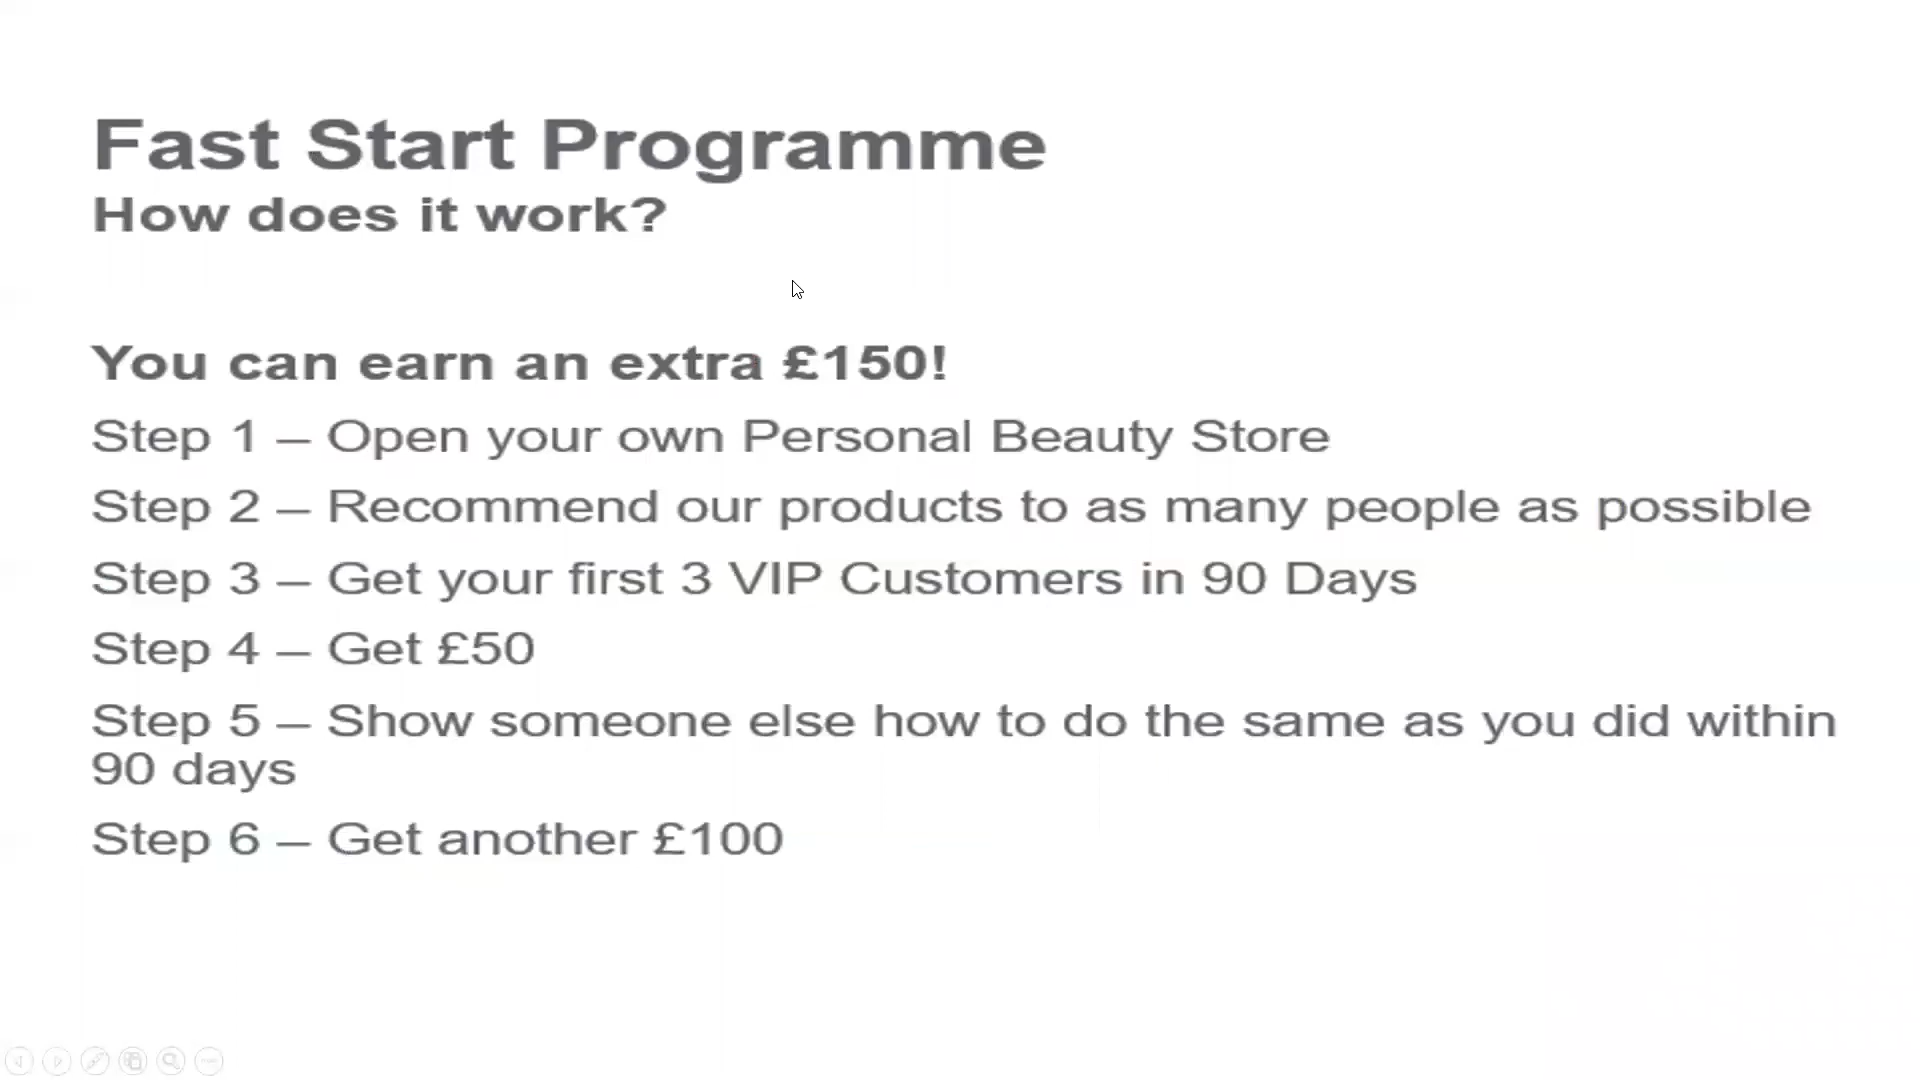 Fast Start Programme
How does it work?
You can earn an extra £150!
Step 1 – Open your own Personal Beauty Store
Step 2 – Recommend our products to as many people as possible
Step 3 – Get your first 3 VIP Customers in 90 Days
Step 4 – Get £50
Step 5 – Show someone else how to do the same as you did within
90 days
Step 6 – Get another £100